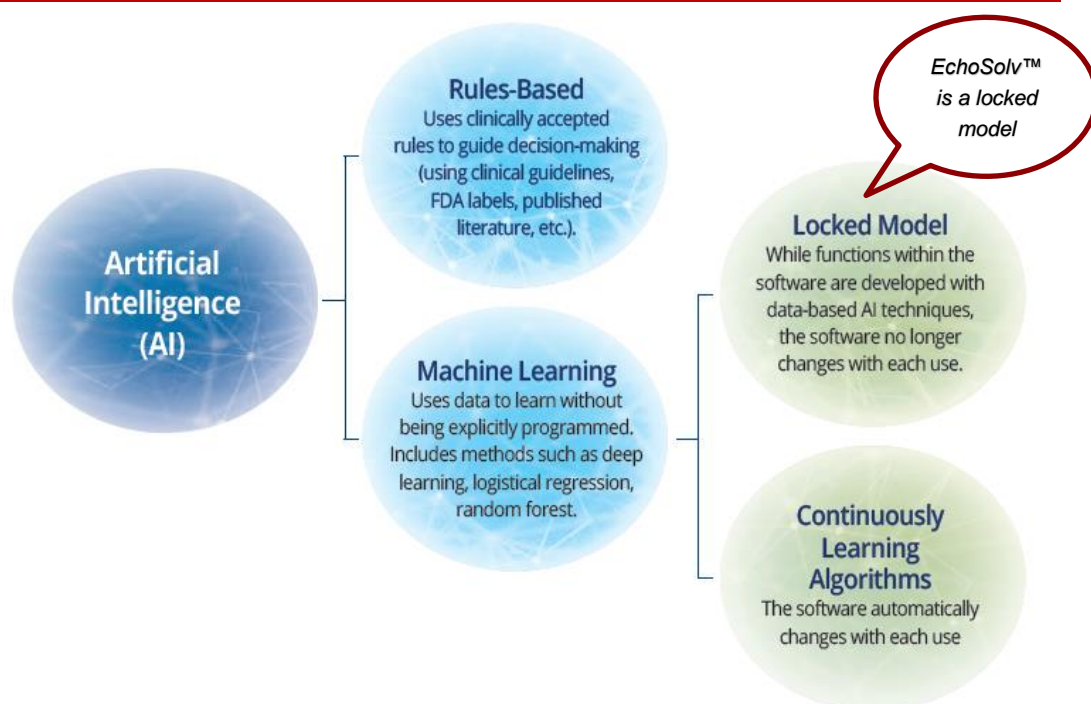 EchoSolv™
is a locked
model
Rules-Based
Uses clinically accepted
rules to guide decision-making
(using clinical guidelines,
FDA labels, published
literature, etc.).
Artificial
Intelligence
(AI)
Machine Learning
Uses data to learn without
being explicitly programmed.
Includes methods such as deep
learning, logistical regression,
random forest.
Locked Model
While functions within the
software are developed with
data-based AI techniques,
the software no longer
changes with each use.
Continuously
Learning
Algorithms
The software automatically
changes with each use